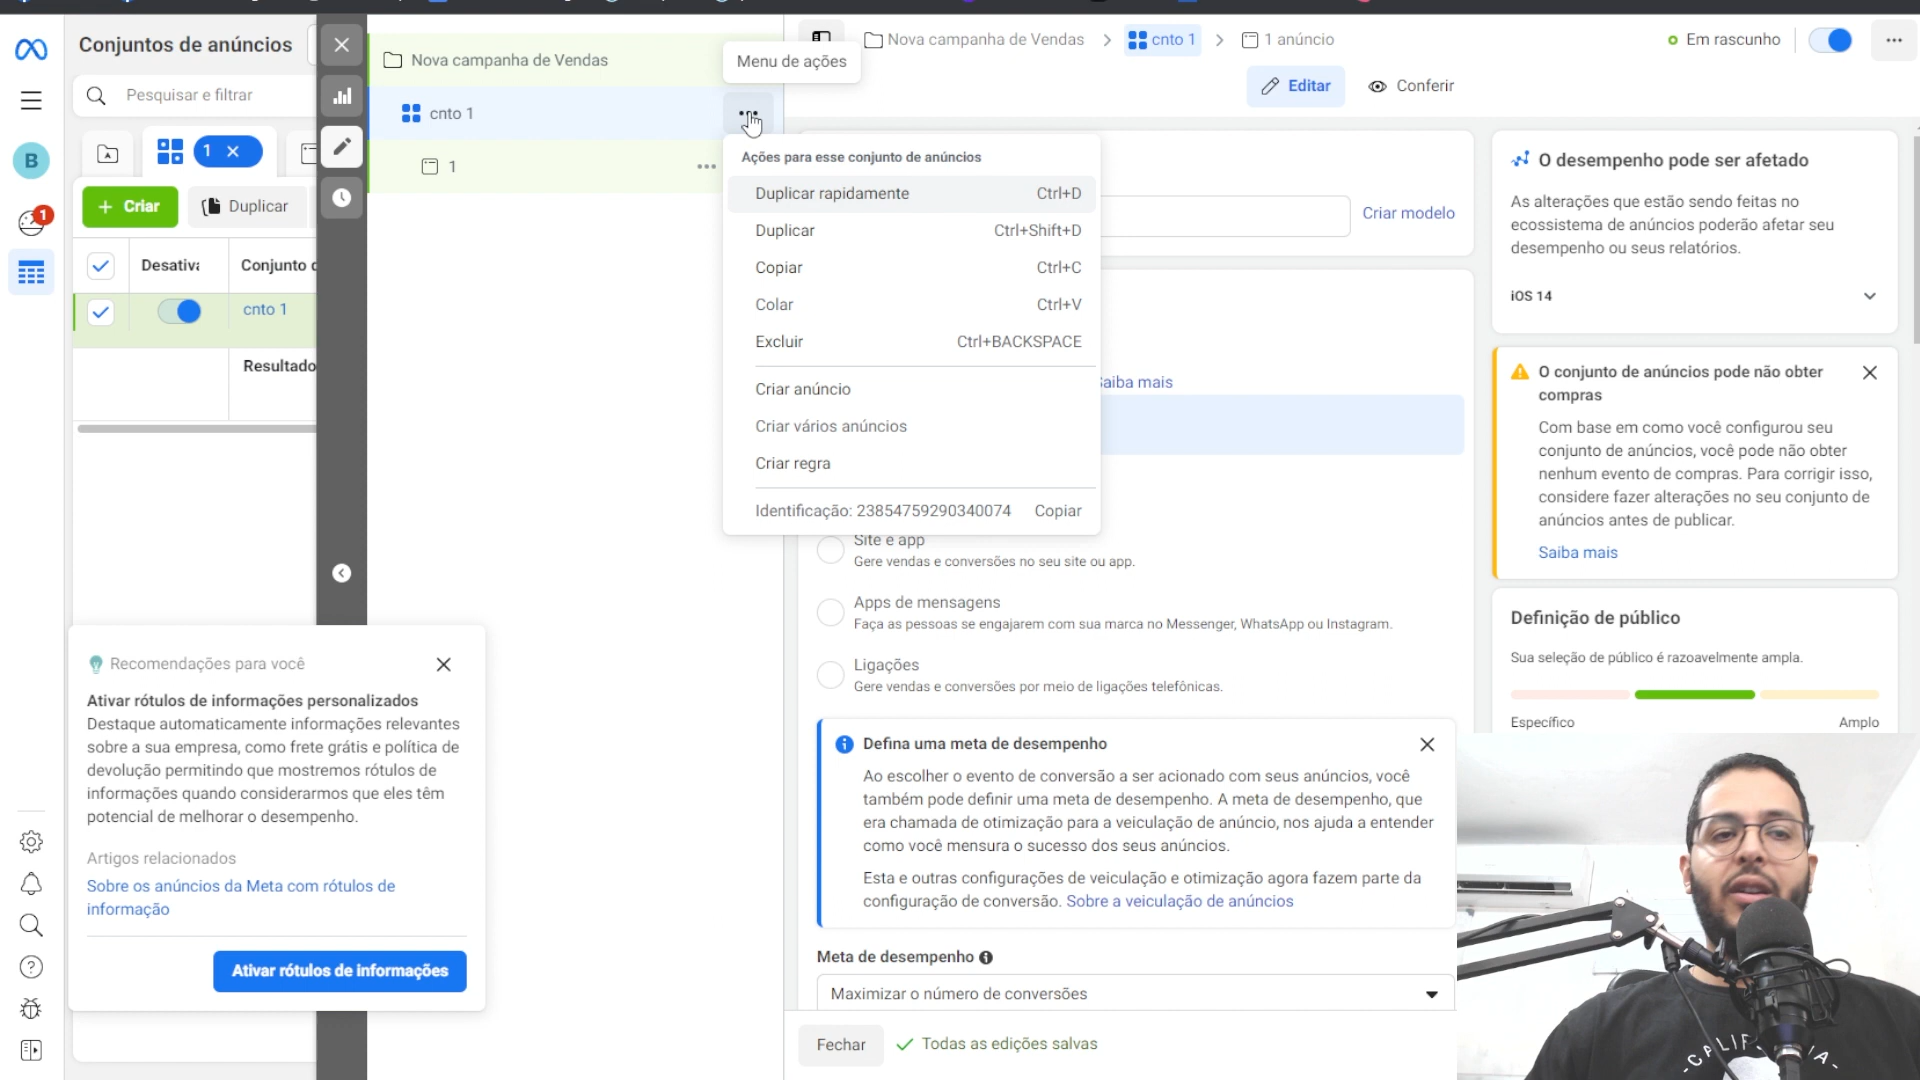 Conjuntos de anúncios
Pesquisar e filtrar
B
1
1
Criar
Duplicar
Conjunto
cnto 1
Resultado
Nova campanha de Vendas
cnto 1
1
Menu de ações
Ações para esse conjunto de anúncios
Duplicar rapidamente Ctrl+D
Duplicar Ctrl+Shift+D
Copiar Ctrl+C
Colar Ctrl+V
Excluir Ctrl+BACKSPACE
Criar anúncio
Criar vários anúncios
Criar regra
Identificação: 23854759290340074 Copiar
Nova campanha de Vendas
cnto 1
1 anúncio
Em rascunho
Editar
Conferir
Criar modelo
Saiba mais
Site e app
Gere vendas e conversões no seu site ou app.
Apps de mensagens
Faça as pessoas se engajarem com sua marca no Messenger, WhatsApp ou Instagram.
Ligações
Gere vendas e conversões por meio de ligações telefônicas.
Defina uma meta de desempenho
Ao escolher o evento de conversão a ser acionado com seus anúncios, você
também pode definir uma meta de desempenho. A meta de desempenho, que
era chamada de otimização para a veiculação de anúncio, nos ajuda a entender
como você mensura o sucesso dos seus anúncios.
Esta e outras configurações de veiculação e otimização agora fazem parte da
configuração de conversão. Sobre a veiculação de anúncios
Meta de desempenho
Maximizar o número de conversões
Fechar
Todas as edições salvas
O desempenho pode ser afetado
As alterações que estão sendo feitas no
ecossistema de anúncios poderão afetar seu
desempenho ou seus relatórios.
iOS 14
O conjunto de anúncios pode não obter
compras
Com base em como você configurou seu
conjunto de anúncios, você pode não obter
nenhum evento de compras. Para corrigir isso,
considere fazer alterações no seu conjunto de
anúncios antes de publicar.
Saiba mais
Definição de público
Sua seleção de público é razoavelmente ampla.
Específico
Amplo
Recomendações para você
Ativar rótulos de informações personalizados
Destaque automaticamente informações relevantes
sobre a sua empresa, como frete grátis e política de
devolução permitindo que mostremos rótulos de
informações quando considerarmos que eles têm
potencial de melhorar o desempenho.
Artigos relacionados
Sobre os anúncios da Meta com rótulos de
informação
Ativar rótulos de informações